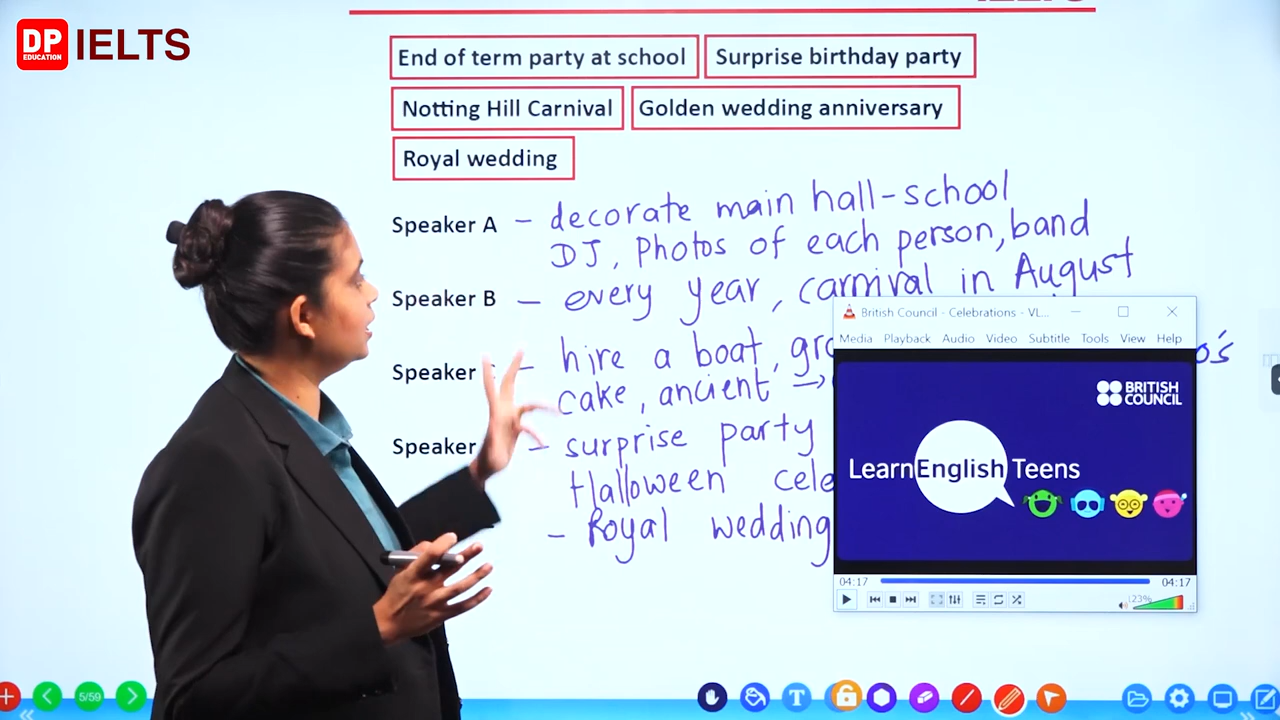 DP
EDUCATION
IELTS
End of term party at school
Surprise birthday party
Notting Hill Carnival
Golden wedding anniversary
Royal wedding
Speaker A – decorate main hall-school
DJ, Photos of each person, band
Speaker B – every year, carnival in August
Speaker – hire a boat,
cake, ancient →
Speaker – surprise party
Halloween
– Royal wedding
British Council - Celebrations - VL...
Media Playback Audio Video Subtitle Tools View Help
BRITISH
COUNCIL
LearnEnglish Teens
04:17 04:17
123%
5/59